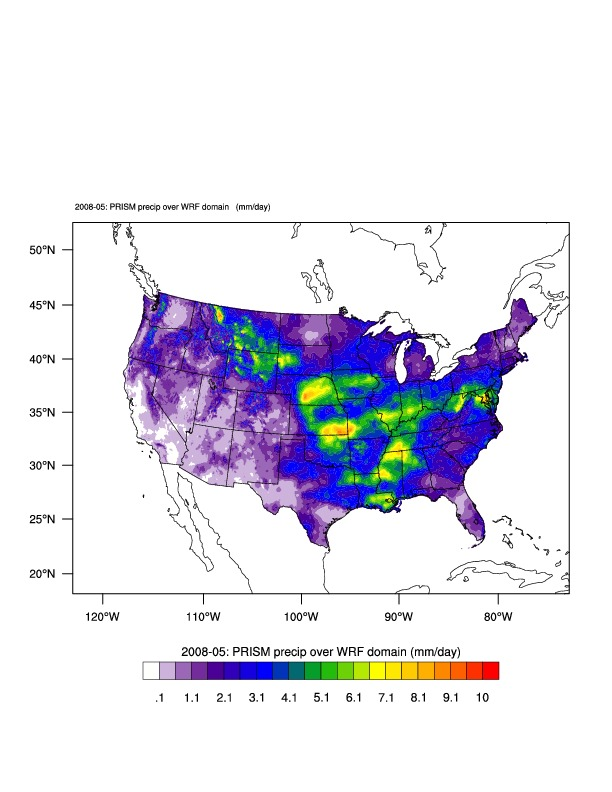 2008-05: PRISM precip over WRF domain (mm/day)
50°N
45°N
40°N
35°N
30°N
25°N
20°N
120°W 110°W 100°W 90°W 80°W
2008-05: PRISM precip over WRF domain (mm/day)
.1 1.1 2.1 3.1 4.1 5.1 6.1 7.1 8.1 9.1 10